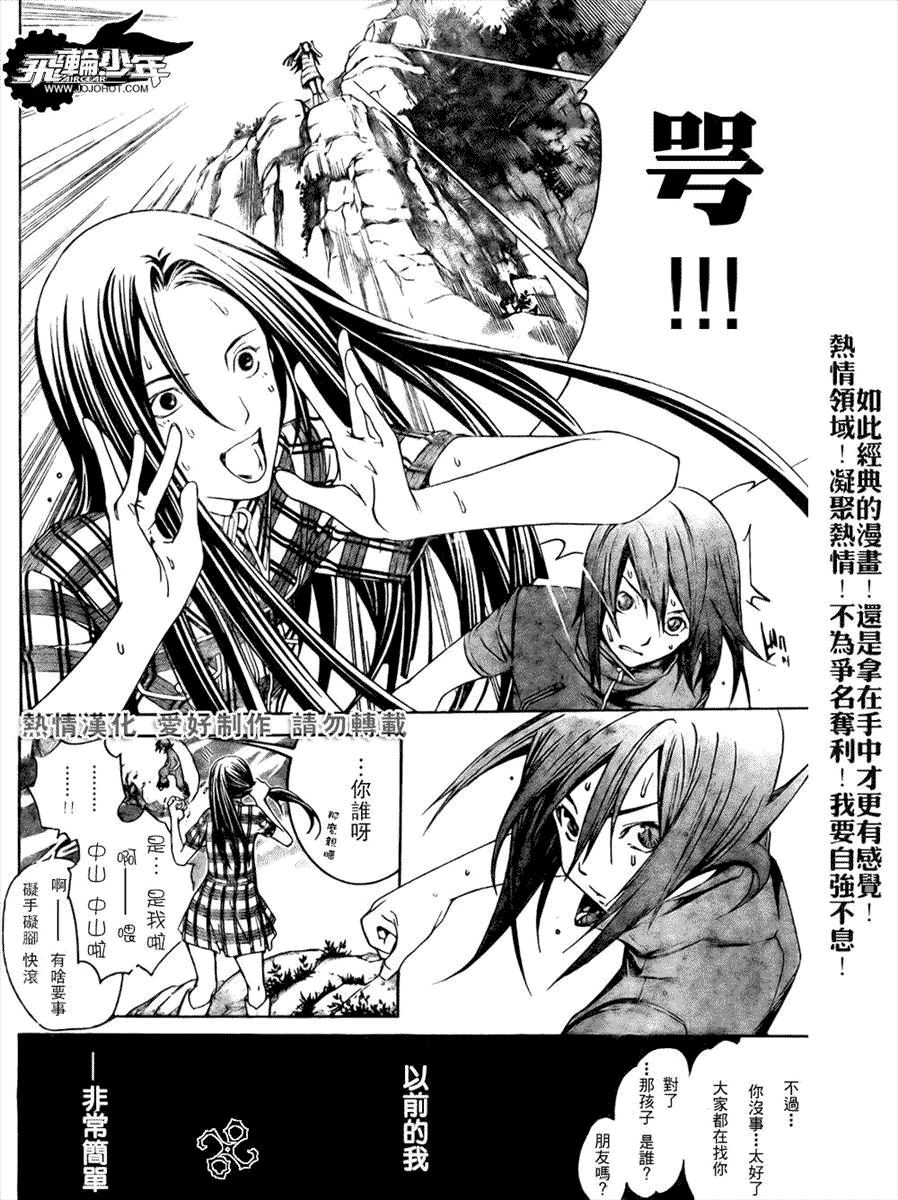 飛輪少年
AIRGEAR
WWW.JOJOHOT.COM
咢
!!!
如此經典的漫畫！還是拿在手中才更有感覺！
熱情領域！凝聚熱情！不為爭名奪利！我要自強不息！
熱情漢化 愛好制作 請勿轉載
…你誰呀
那麼親暱
是… 是我啦
啊——喂
中山 中山啦
………
……!!
啊——有啥要事
礙手礙腳 快滾
不過…
你沒事…太好了
大家都在找你
對了
…那孩子 是誰？
朋友嗎？
以前的我
—非常簡單